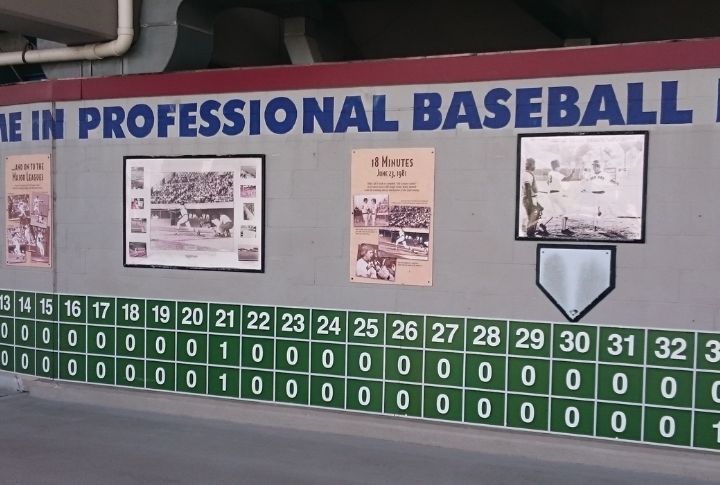 ME IN PROFESSIONAL BASEBALL
...AND ON TO THE
MAJOR LEAGUES
18 MINUTES
JUNE 23, 1981
13 14 15 16 17 18 19 20 21 22 23 24 25 26 27 28 29 30 31 32 3
0 0 0 0 0 0 0 0 1 0 0 0 0 0 0 0 0 0 0 0 0
0 0 0 0 0 0 0 0 1 0 0 0 0 0 0 0 0 0 0 0 1